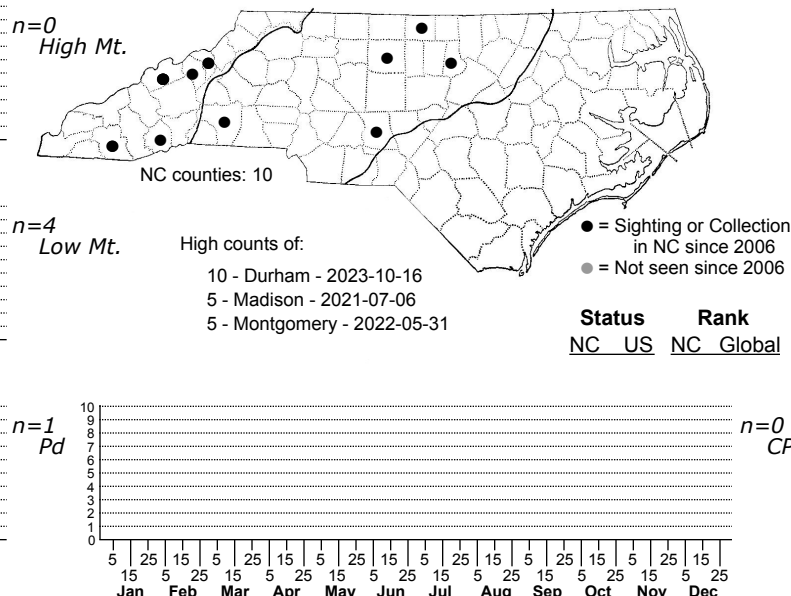 n=0
High Mt.
NC counties: 10
n=4
Low Mt.
High counts of:
10 - Durham - 2023-10-16
5 - Madison - 2021-07-06
5 - Montgomery - 2022-05-31
● = Sighting or Collection
in NC since 2006
● = Not seen since 2006
Status Rank
NC US NC Global
n=1
Pd
n=0
CP
10
9
8
7
6
5
4
3
2
1
0
5 25 15 5 25 15 5 25 15 5 25 15 5 25 15 5 25 15
15 5 25 15 5 25 15 5 25 15 5 25 15 5 25 15 5 25
Jan Feb Mar Apr May Jun Jul Aug Sep Oct Nov Dec